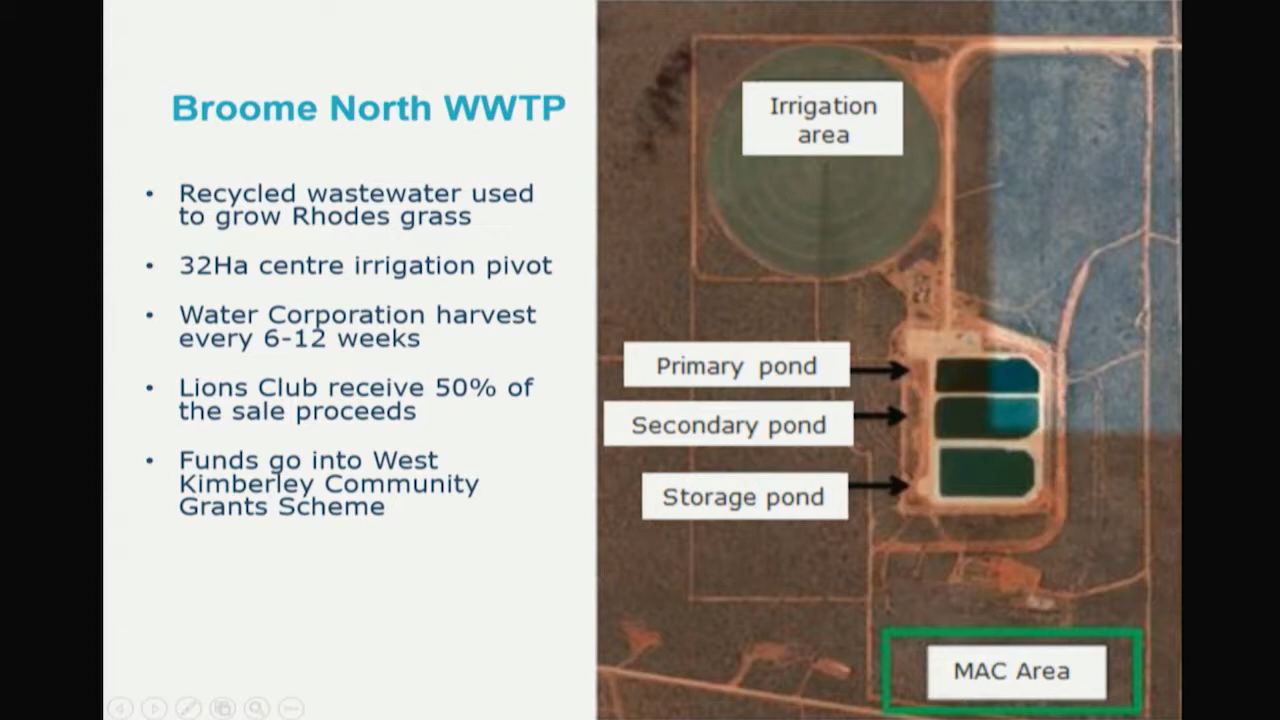 Broome North WWTP
• Recycled wastewater used
to grow Rhodes grass
• 32Ha centre irrigation pivot
• Water Corporation harvest
every 6-12 weeks
• Lions Club receive 50% of
the sale proceeds
• Funds go into West
Kimberley Community
Grants Scheme
Irrigation
area
Primary pond
Secondary pond
Storage pond
MAC Area